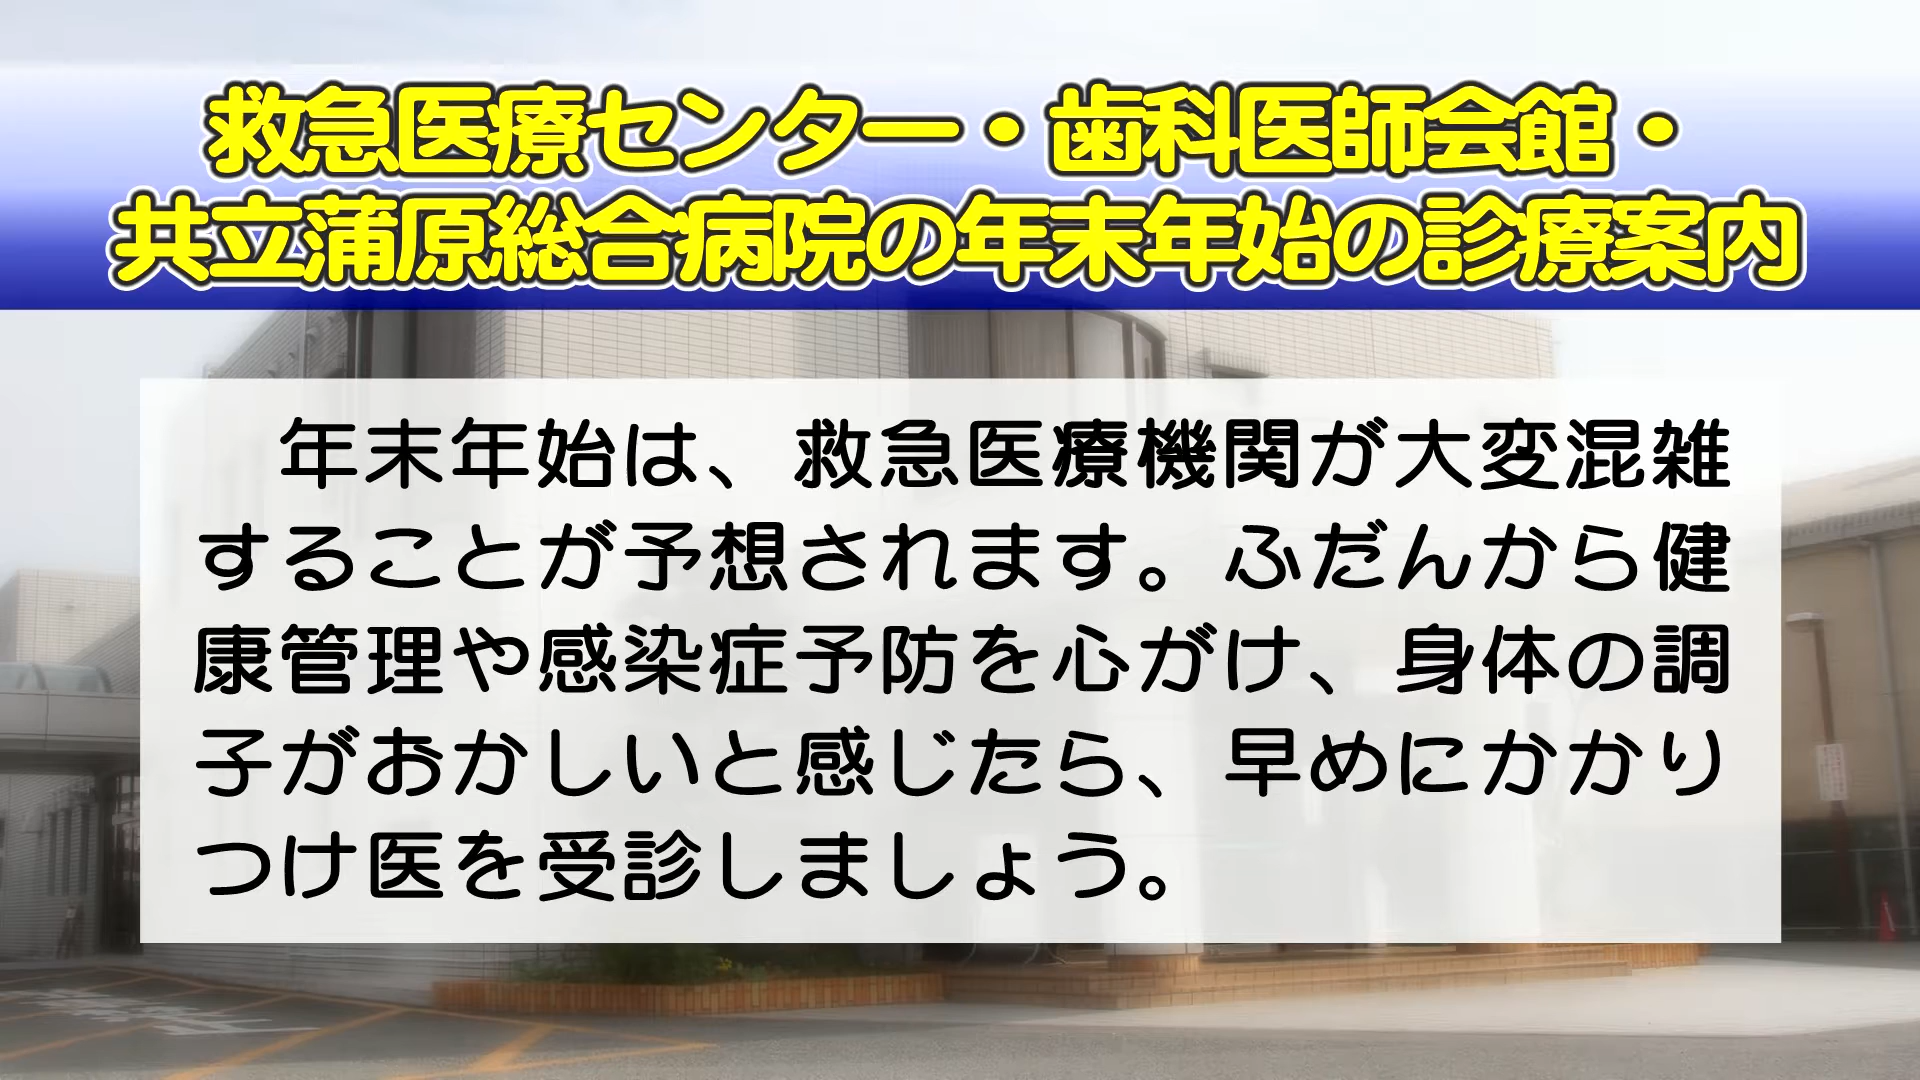 救急医療センター・歯科医師会館・
共立蒲原総合病院の年末年始の診療案内
　年末年始は、救急医療機関が大変混雑
することが予想されます。ふだんから健
康管理や感染症予防を心がけ、身体の調
子がおかしいと感じたら、早めにかかり
つけ医を受診しましょう。